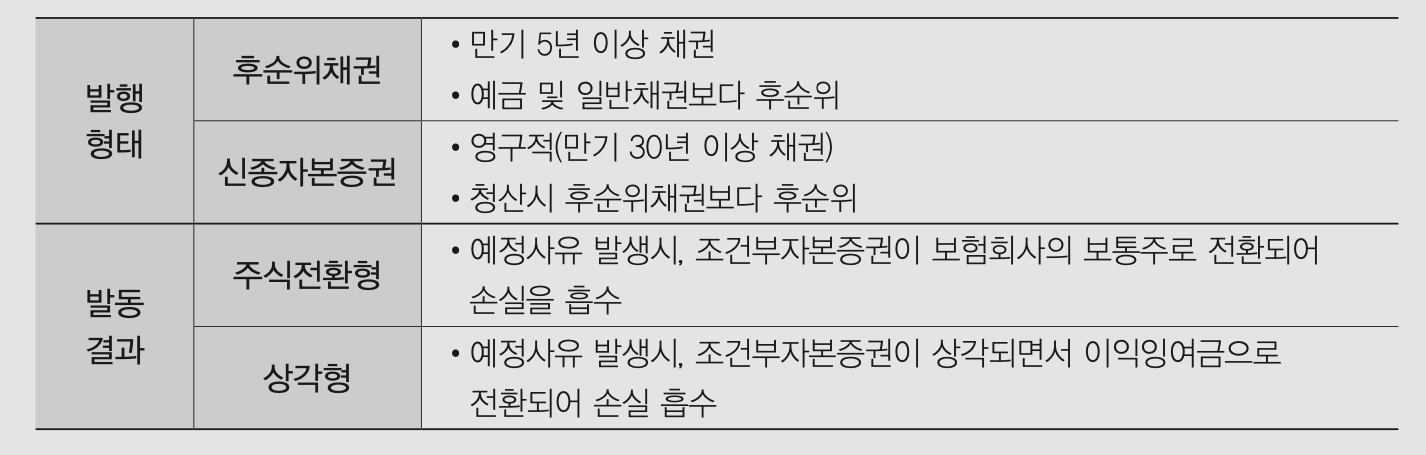 발행
형태
후순위채권
• 만기 5년 이상 채권
• 예금 및 일반채권보다 후순위
신종자본증권
• 영구적(만기 30년 이상 채권)
• 청산시 후순위채권보다 후순위
발동
결과
주식전환형
• 예정사유 발생시, 조건부자본증권이 보험회사의 보통주로 전환되어
손실을 흡수
상각형
• 예정사유 발생시, 조건부자본증권이 상각되면서 이익잉여금으로
전환되어 손실 흡수